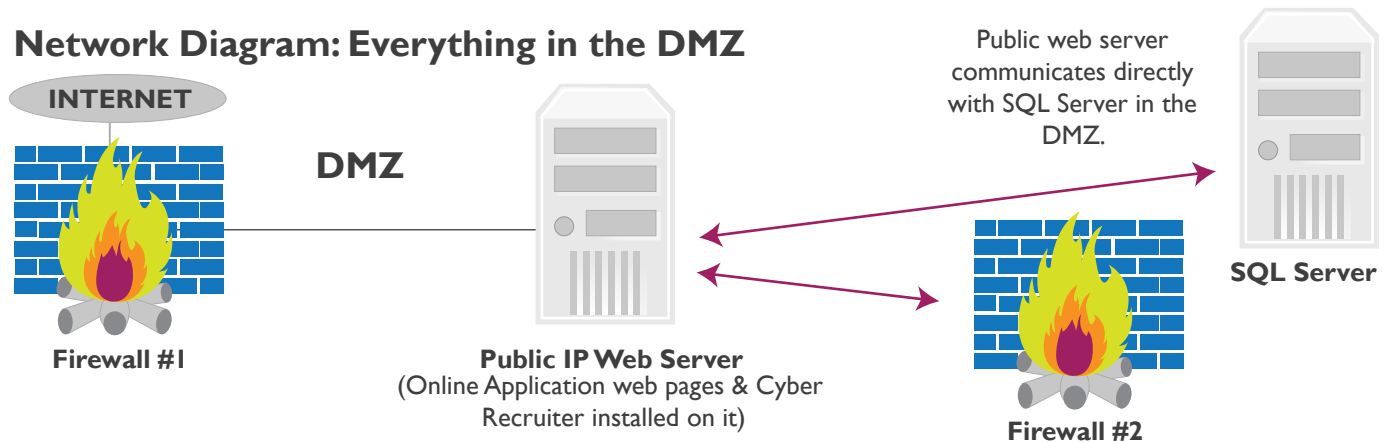 Network Diagram: Everything in the DMZ
INTERNET
DMZ
Public web server
communicates directly
with SQL Server in the
DMZ.
SQL Server
Firewall #1
Public IP Web Server
(Online Application web pages & Cyber
Recruiter installed on it)
Firewall #2